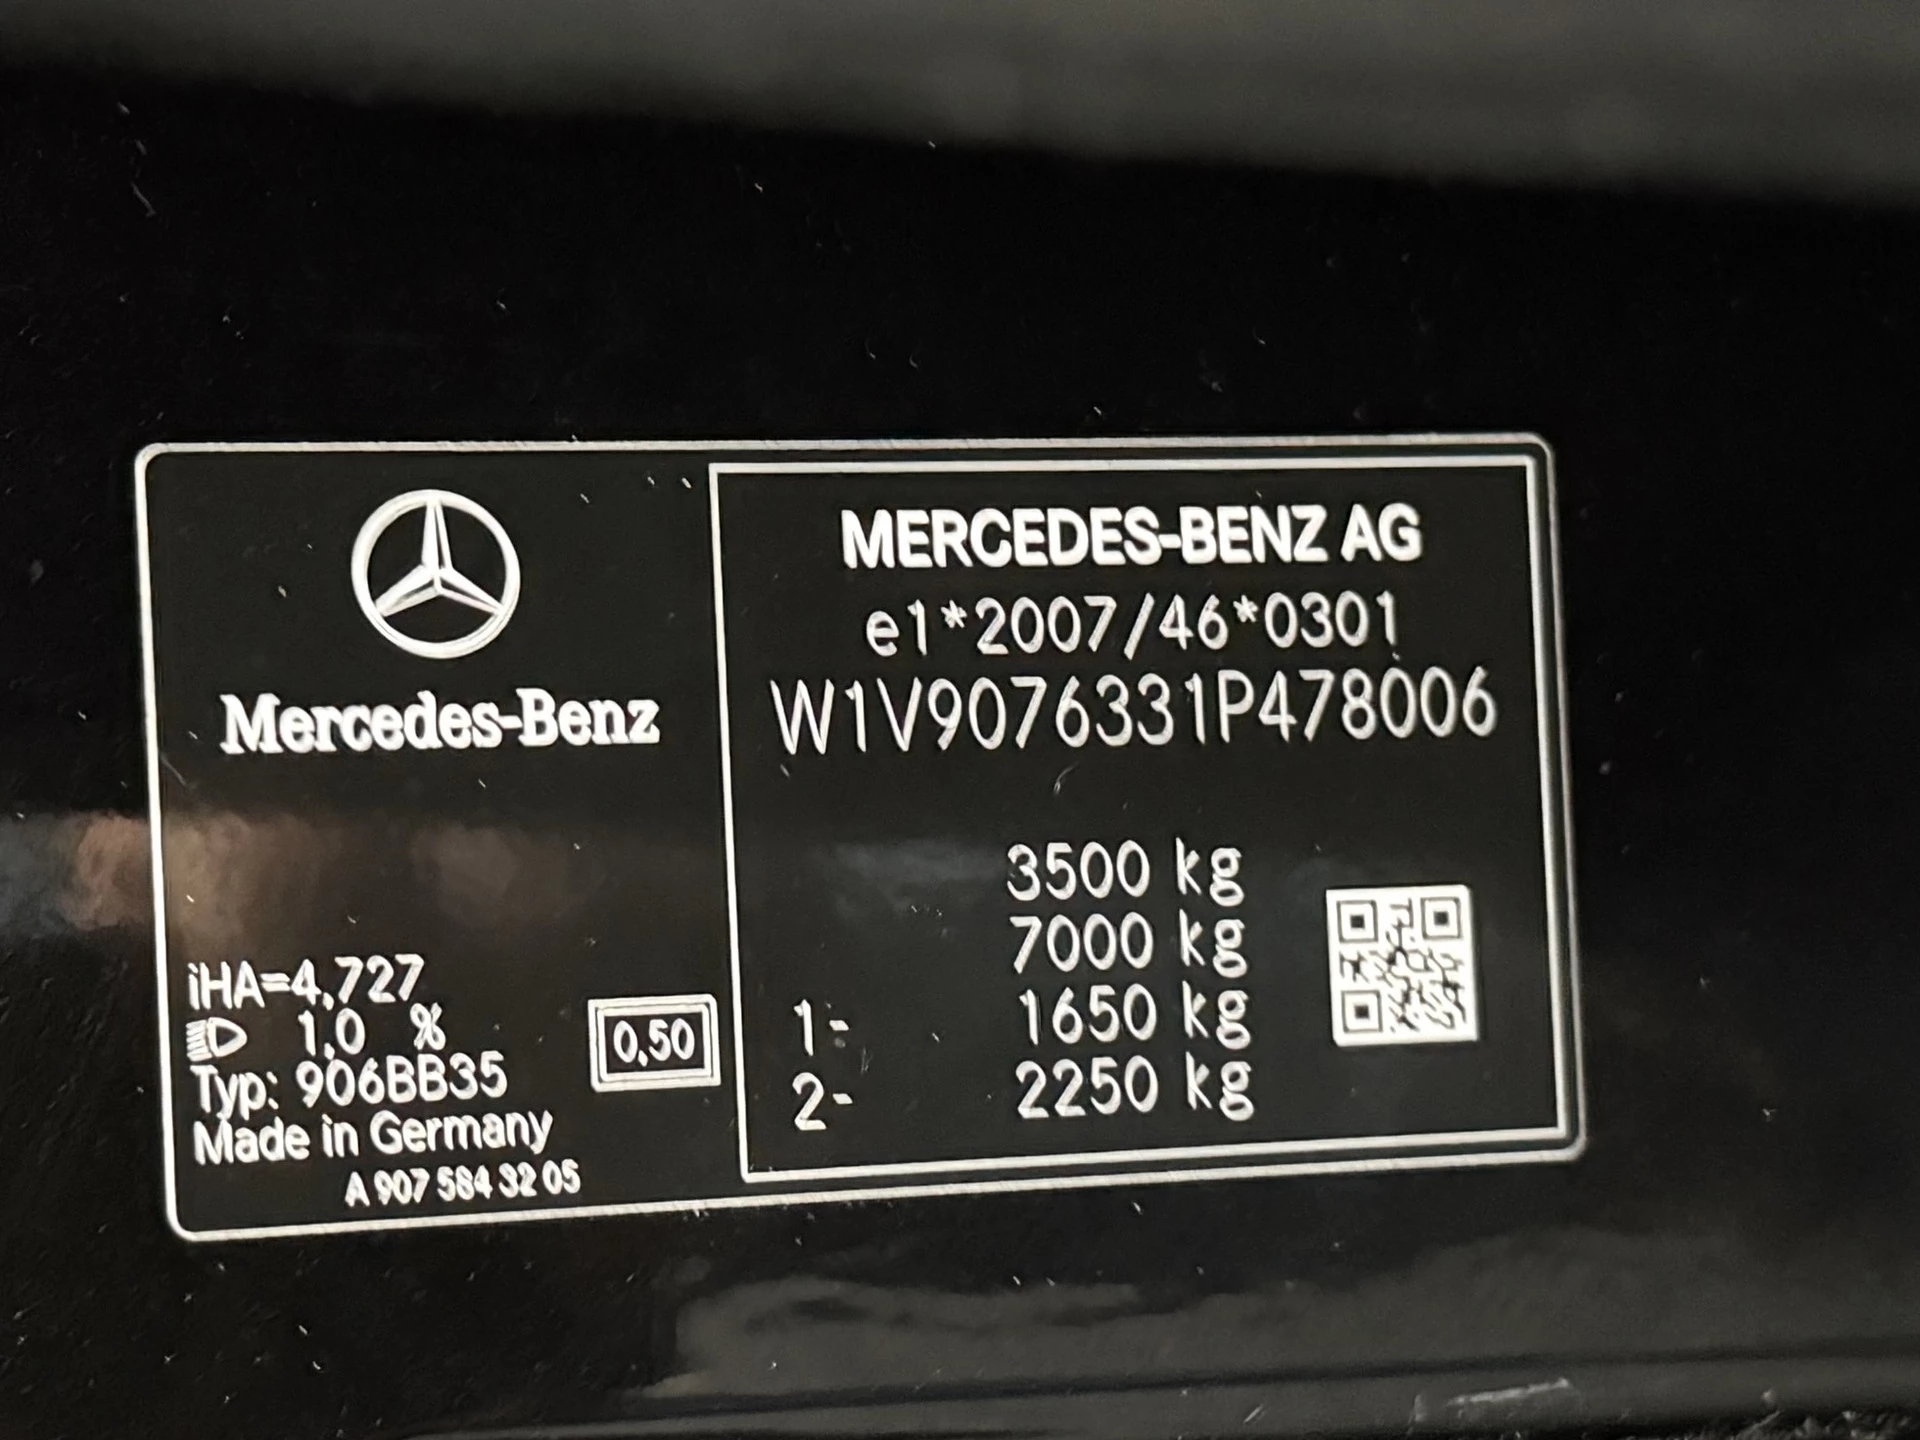 Mercedes-Benz
iHA=4,727
1,0 %
Typ: 906BB35
Made in Germany
A 907 584 32 05
0,50
MERCEDES-BENZ AG
e1*2007/46*0301
W1V9076331P478006
3500 kg
7000 kg
1- 1650 kg
2- 2250 kg